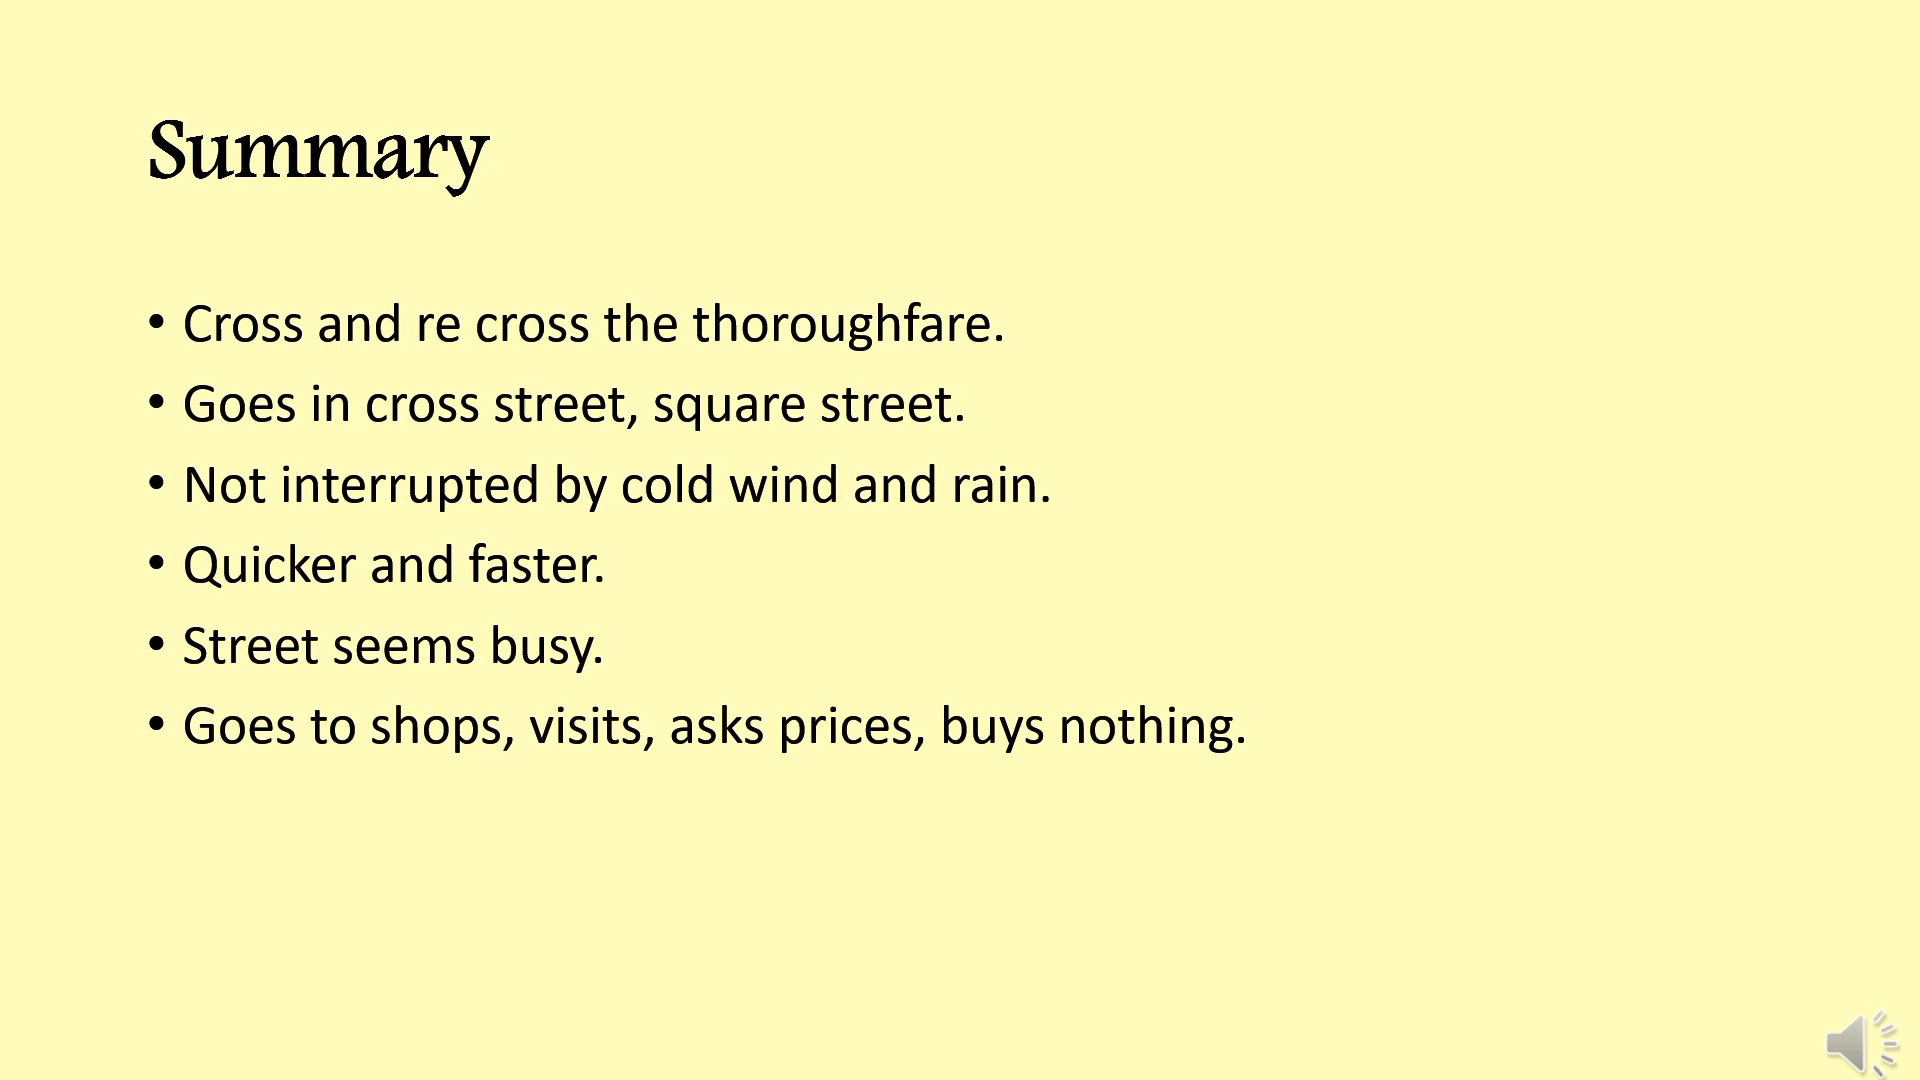 Summary
• Cross and re cross the thoroughfare.
• Goes in cross street, square street.
• Not interrupted by cold wind and rain.
• Quicker and faster.
• Street seems busy.
• Goes to shops, visits, asks prices, buys nothing.